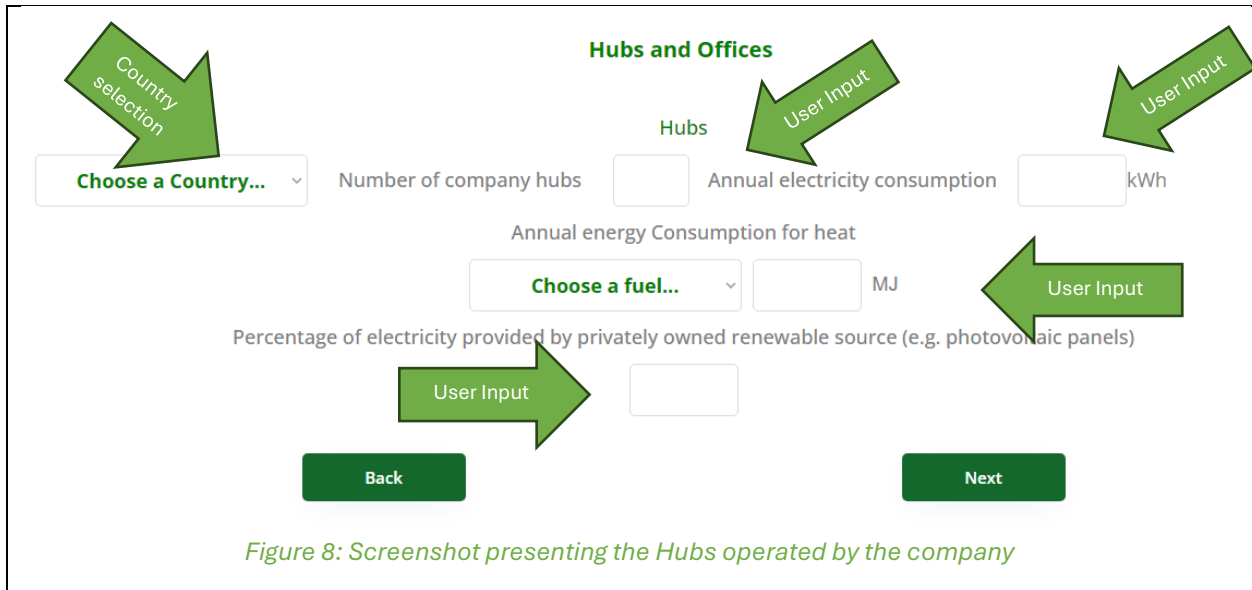 Hubs and Offices
Country
selection
User Input
User Input
Hubs
Choose a Country...
Number of company hubs
Annual electricity consumption
kWh
Annual energy Consumption for heat
Choose a fuel...
MJ
User Input
Percentage of electricity provided by privately owned renewable source (e.g. photovoltaic panels)
User Input
Back
Next
Figure 8: Screenshot presenting the Hubs operated by the company